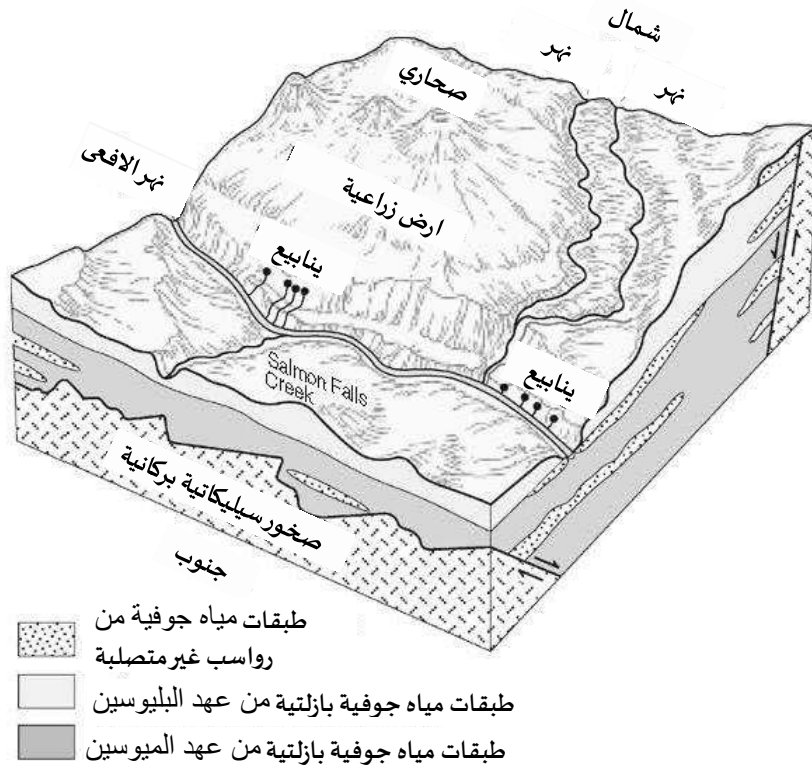 شمال
نهر
نهر
صحاري
نهر الافعى
ارض زراعية
ينابيع
Salmon Falls
Creek
ينابيع
صخور سيليكاتية بركانية
جنوب
طبقات مياه جوفية من
رواسب غير متصلبة
طبقات مياه جوفية بازلتية من عهد البليوسين
طبقات مياه جوفية بازلتية من عهد الميوسين